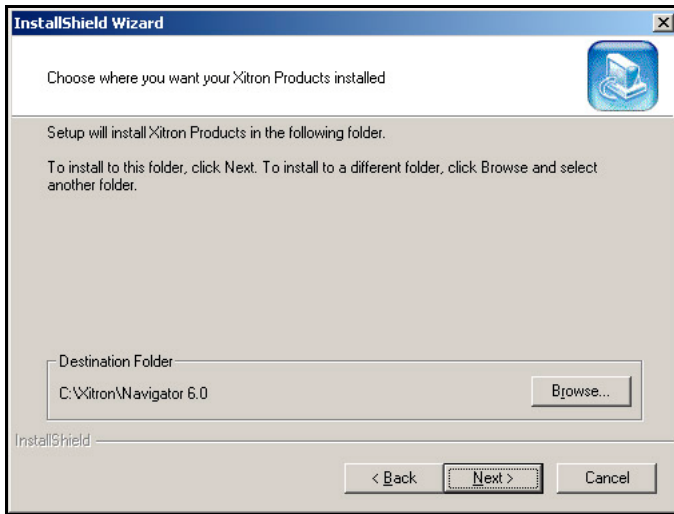 InstallShield Wizard
Choose where you want your Xitron Products installed
Setup will install Xitron Products in the following folder.
To install to this folder, click Next. To install to a different folder, click Browse and select
another folder.
Destination Folder
C:\Xitron\Navigator 6.0
Browse...
InstallShield
< Back
Next >
Cancel